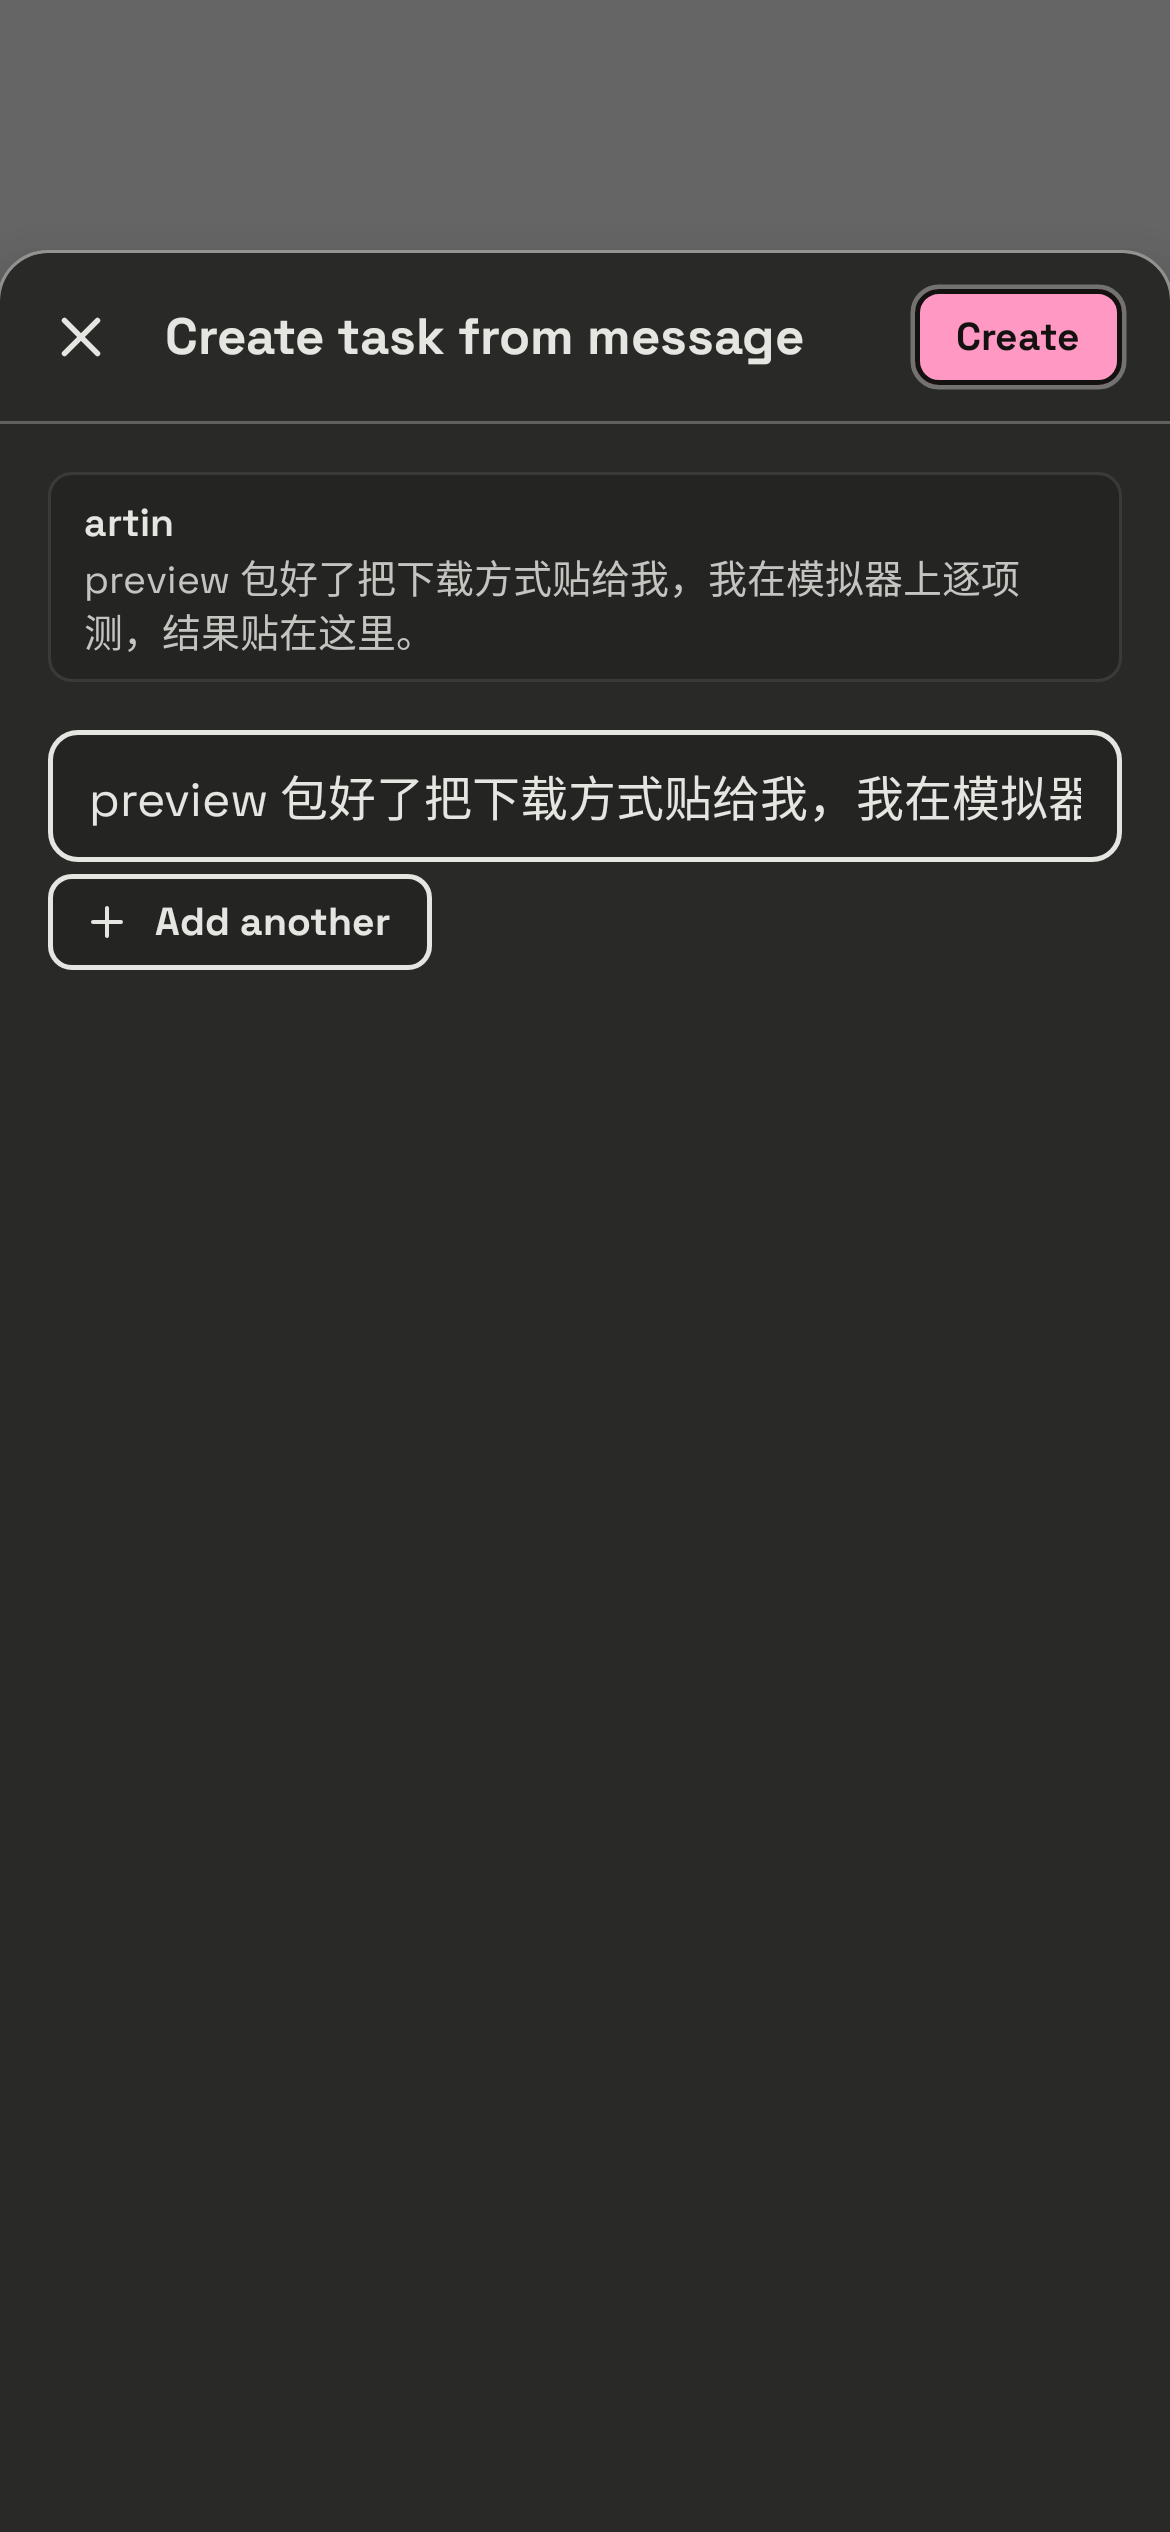 Create task from message
Create
artin
preview 包好了把下载方式贴给我，我在模拟器上逐项
测，结果贴在这里。
preview 包好了把下载方式贴给我，我在模拟器
Add another